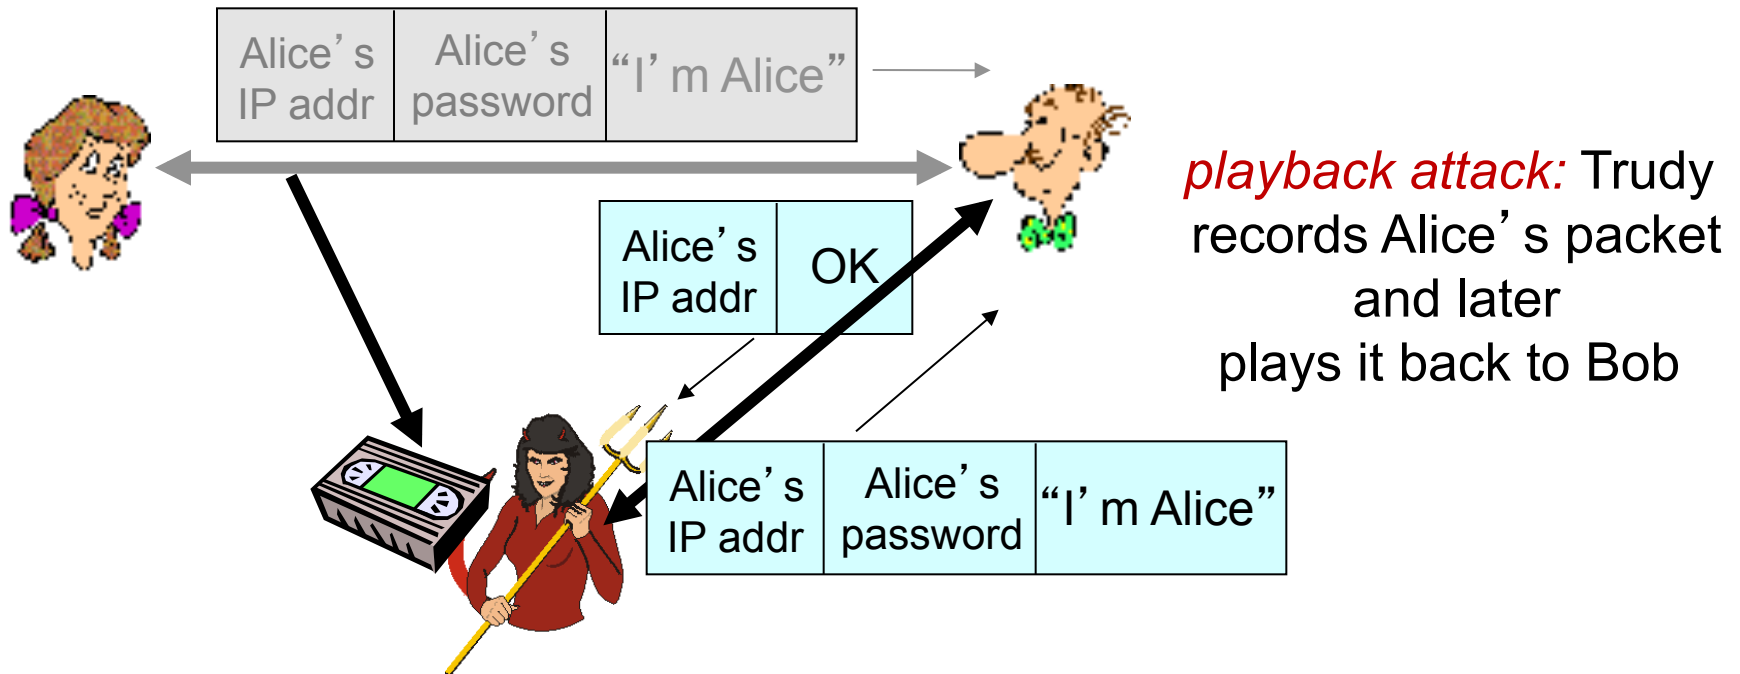 Alice’s
IP addr
Alice’s
password
“I’m Alice”
Alice’s
IP addr
OK
playback attack: Trudy
records Alice’s packet
and later
plays it back to Bob
Alice’s
IP addr
Alice’s
password
“I’m Alice”